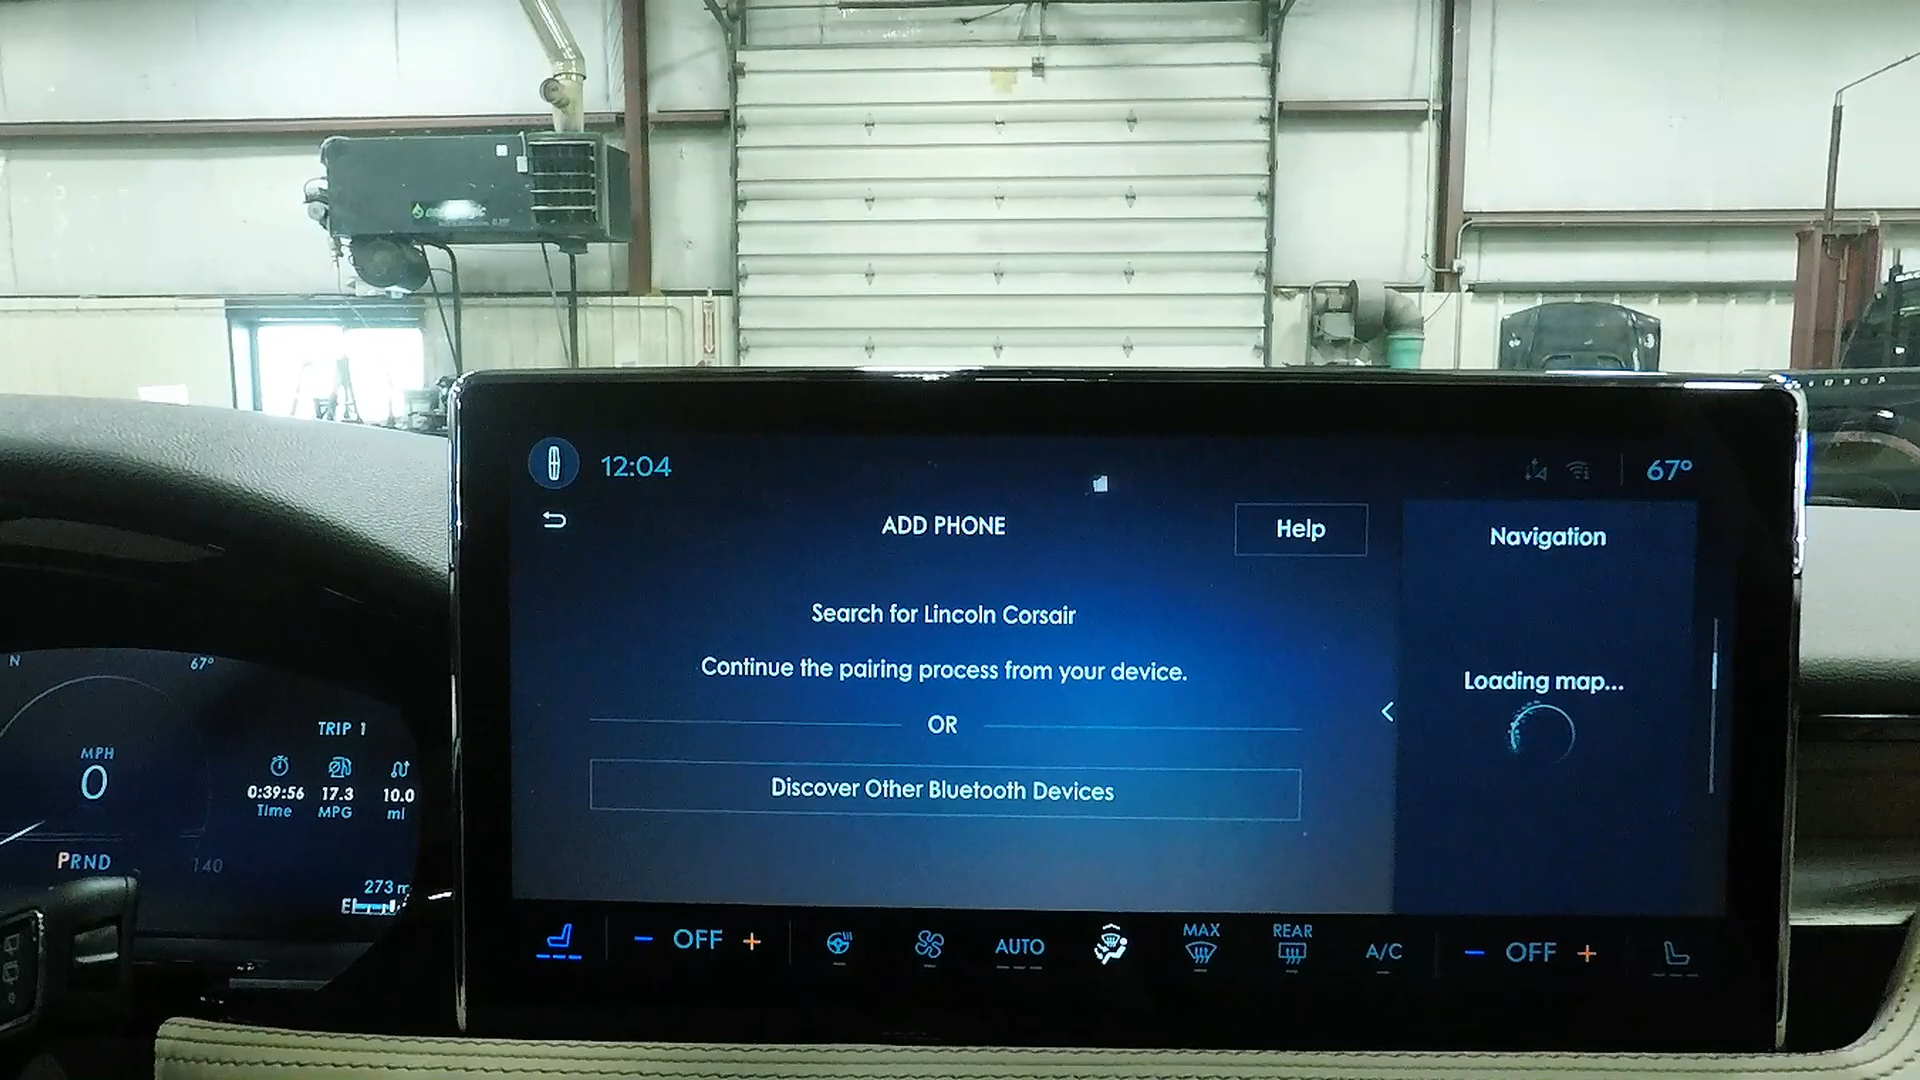 12:04
67°
ADD PHONE
Help
Navigation
Search for Lincoln Corsair
Continue the pairing process from your device.
Loading map...
OR
Discover Other Bluetooth Devices
N
67°
TRIP 1
MPH
0
0:39:56 17.3 10.0
Time MPG mi
PRND
140
273 m
E
OFF
AUTO
MAX
REAR
A/C
OFF